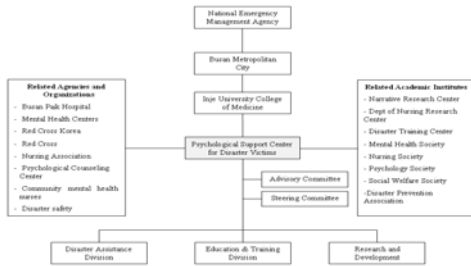 National Emergency
Management Agency
Busan Metropolitan
City
Inje University College
of Medicine
Psychological Support Center
for Disaster Victims
Related Agencies and
Organizations
- Busan Paik Hospital
- Mental Health Centers
- Red Cross Korea
- Red Cross
- Nursing Association
- Psychological Counseling
Center
- Community mental health
nurses
- Disaster safety
Related Academic Institutes
- Narrative Research Center
- Dept of Nursing Research
Center
- Disaster Training Center
- Mental Health Society
- Nursing Society
- Psychology Society
- Social Welfare Society
-Disaster Prevention
Association
Advisory Committee
Steering Committee
Disaster Assistance
Division
Education & Training
Division
Research and
Development